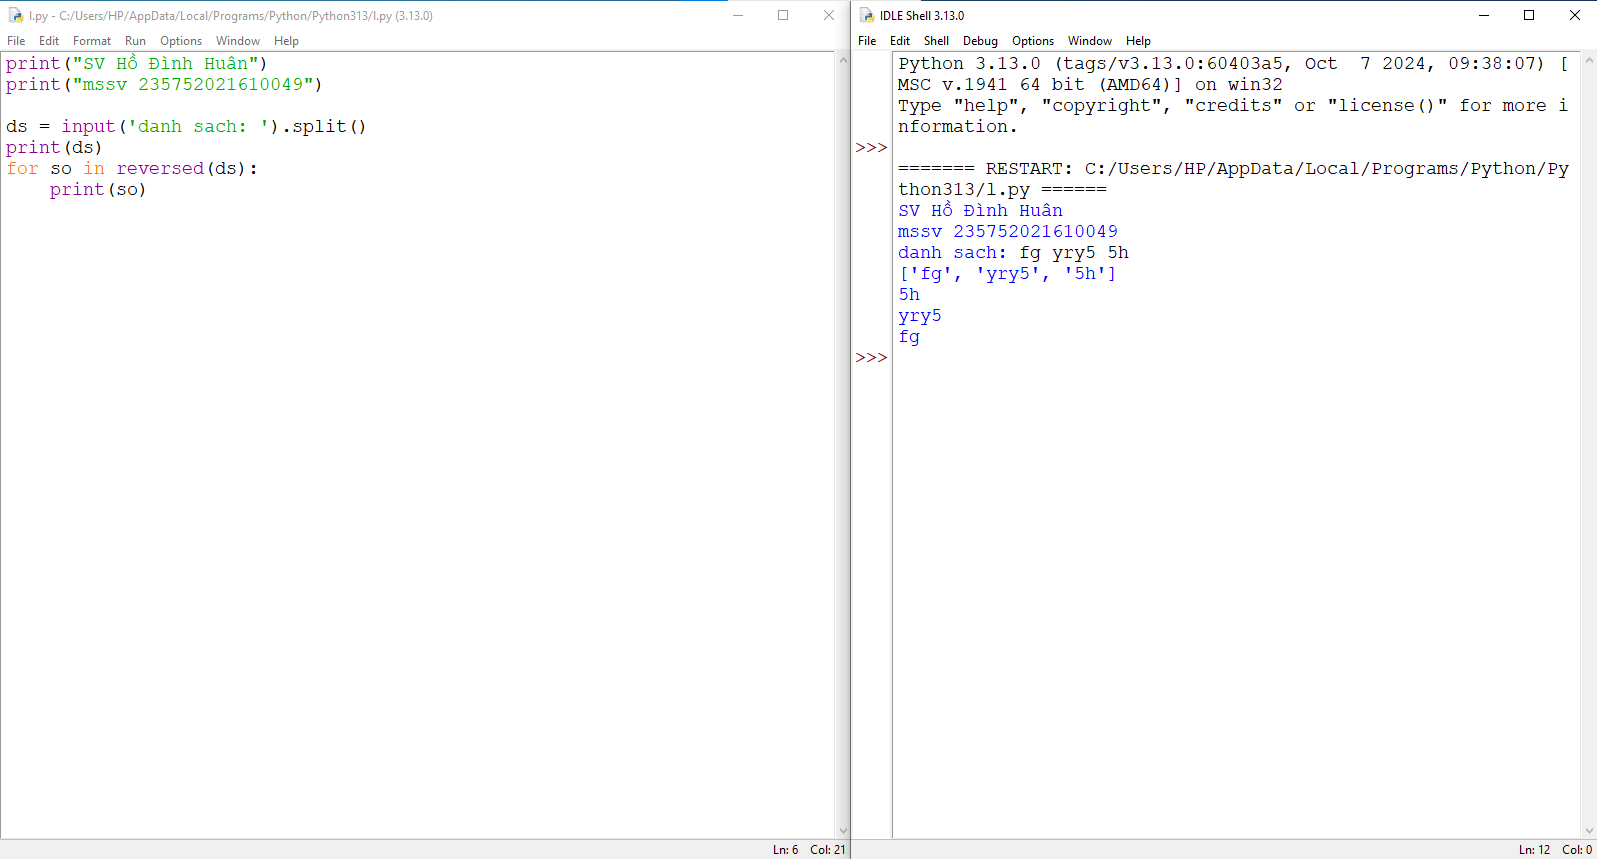 l.py - C:/Users/HP/AppData/Local/Programs/Python/Python313/l.py (3.13.0)
File Edit Format Run Options Window Help
print("SV Hồ Đình Huân")
print("mssv 235752021610049")
ds = input('danh sach: ').split()
print(ds)
for so in reversed(ds):
    print(so)
Ln: 6 Col: 21
IDLE Shell 3.13.0
File Edit Shell Debug Options Window Help
Python 3.13.0 (tags/v3.13.0:60403a5, Oct  7 2024, 09:38:07) [
MSC v.1941 64 bit (AMD64)] on win32
Type "help", "copyright", "credits" or "license()" for more i
nformation.
>>>
======= RESTART: C:/Users/HP/AppData/Local/Programs/Python/Py
thon313/l.py ======
SV Hồ Đình Huân
mssv 235752021610049
danh sach: fg yry5 5h
['fg', 'yry5', '5h']
5h
yry5
fg
>>>
Ln: 12 Col: 0